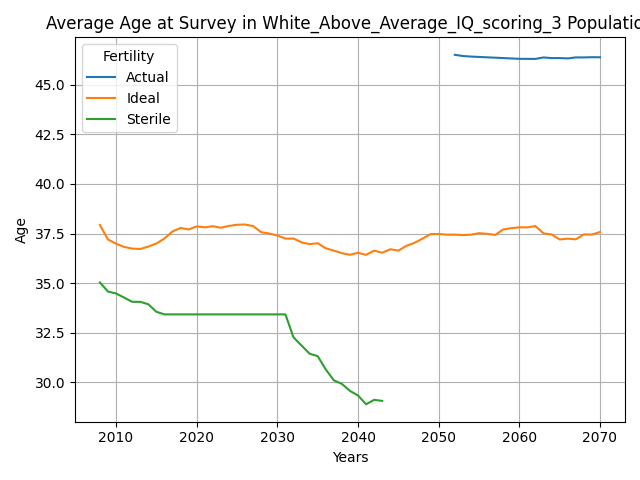 Average Age at Survey in White_Above_Average_IQ_scoring_3 Populatio
Fertility
Actual
Ideal
Sterile
45.0
42.5
40.0
37.5
35.0
32.5
30.0
Age
2010 2020 2030 2040 2050 2060 2070
Years